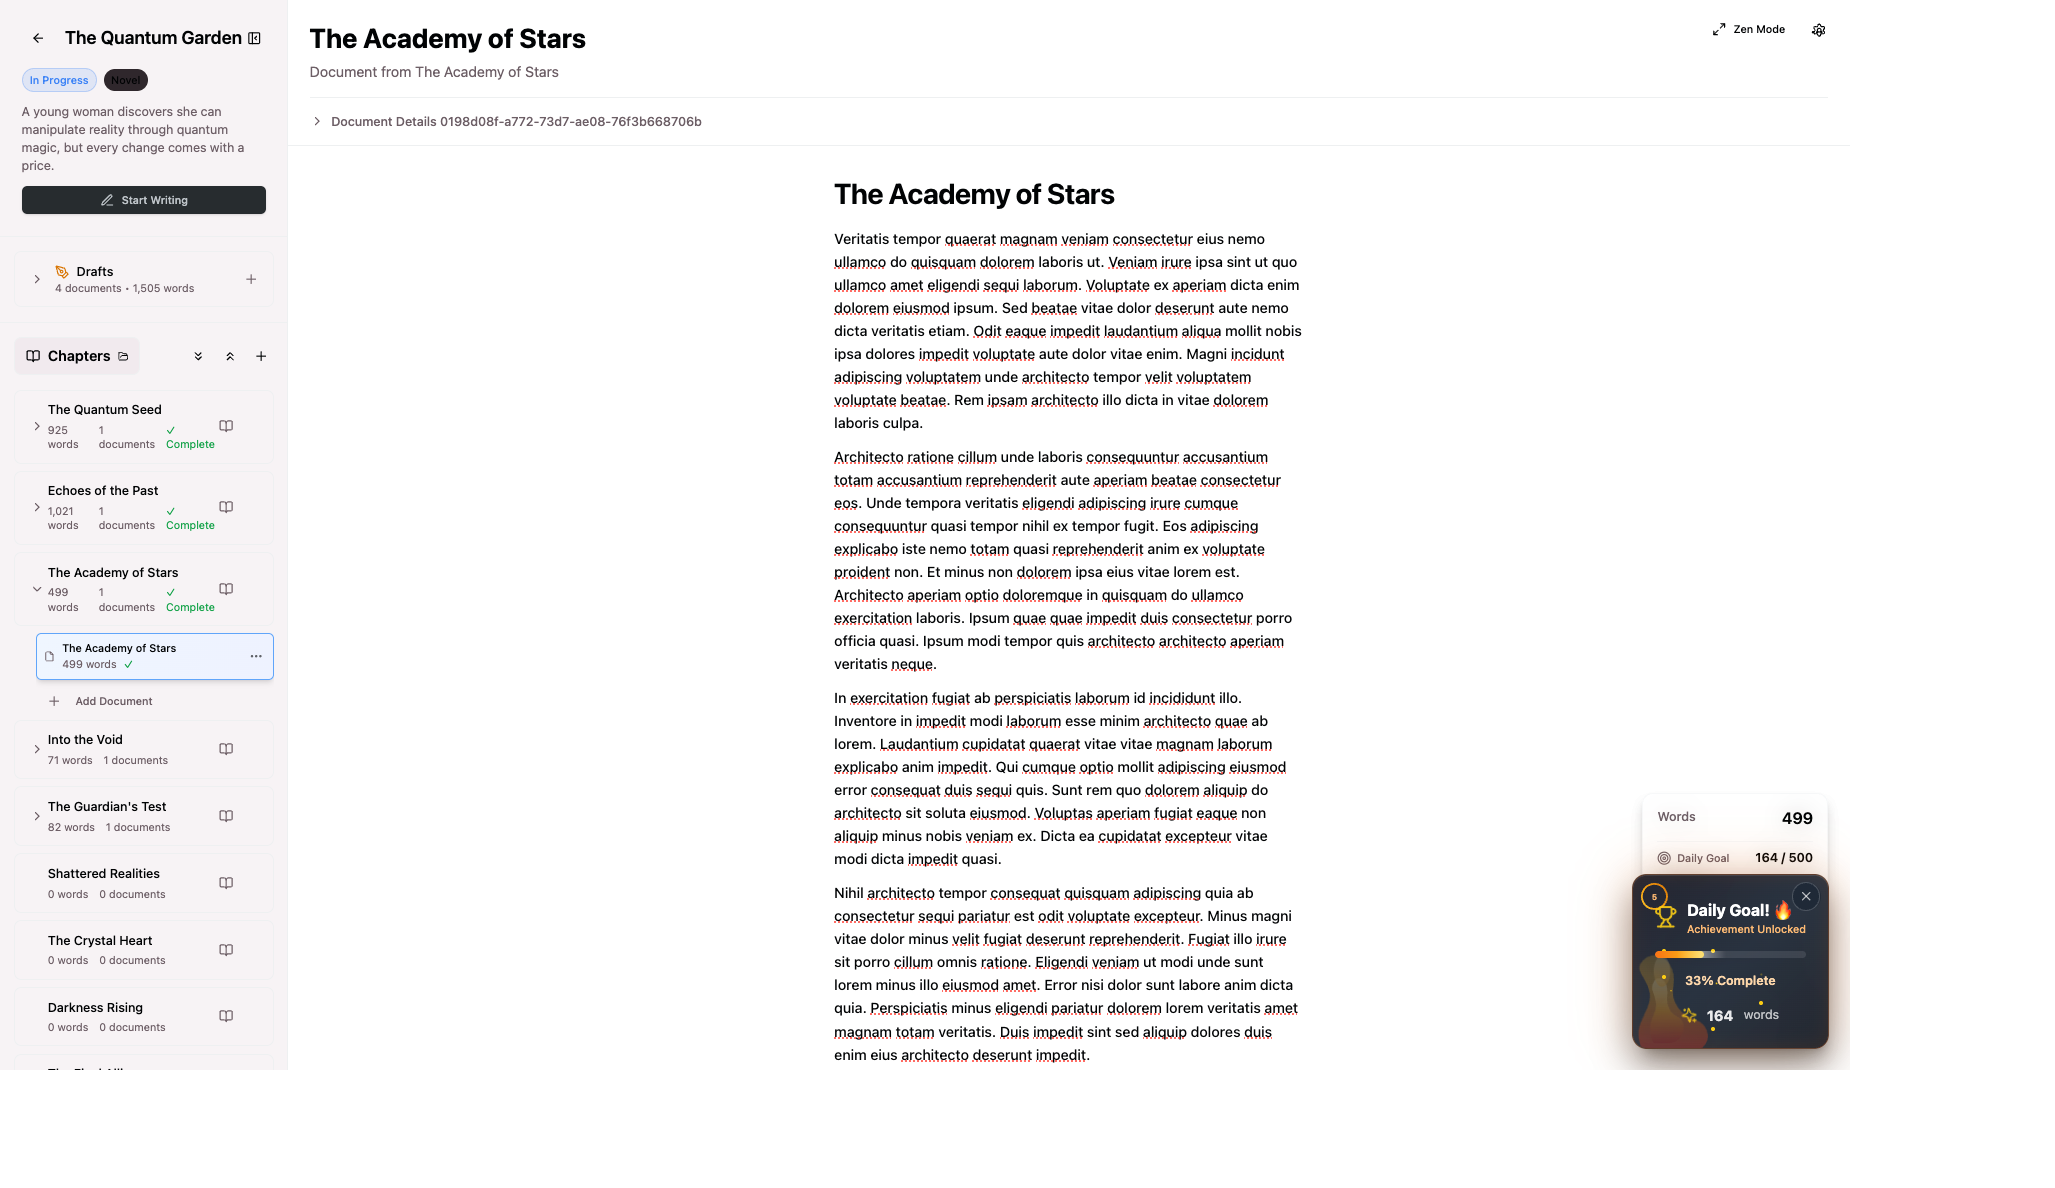 The Quantum Garden
In Progress
Novel
A young woman discovers she can
manipulate reality through quantum
magic, but every change comes with a
price.
Start Writing
Drafts
4 documents • 1,505 words
Chapters
The Quantum Seed
925 words 1 documents ✓ Complete
Echoes of the Past
1,021 words 1 documents ✓ Complete
The Academy of Stars
499 words 1 documents ✓ Complete
The Academy of Stars
499 words ✓
Add Document
Into the Void
71 words 1 documents
The Guardian's Test
82 words 1 documents
Shattered Realities
0 words 0 documents
The Crystal Heart
0 words 0 documents
Darkness Rising
0 words 0 documents
The Academy of Stars
Document from The Academy of Stars
Zen Mode
Document Details 0198d08f-a772-73d7-ae08-76f3b668706b
The Academy of Stars
Veritatis tempor quaerat magnam veniam consectetur eius nemo
ullamco do quisquam dolorem laboris ut. Veniam irure ipsa sint ut quo
ullamco amet eligendi sequi laborum. Voluptate ex aperiam dicta enim
dolorem eiusmod ipsum. Sed beatae vitae dolor deserunt aute nemo
dicta veritatis etiam. Odit eaque impedit laudantium aliqua mollit nobis
ipsa dolores impedit voluptate aute dolor vitae enim. Magni incidunt
adipiscing voluptatem unde architecto tempor velit voluptatem
voluptate beatae. Rem ipsam architecto illo dicta in vitae dolorem
laboris culpa.
Architecto ratione cillum unde laboris consequuntur accusantium
totam accusantium reprehenderit aute aperiam beatae consectetur
eos. Unde tempora veritatis eligendi adipiscing irure cumque
consequuntur quasi tempor nihil ex tempor fugit. Eos adipiscing
explicabo iste nemo totam quasi reprehenderit anim ex voluptate
proident non. Et minus non dolorem ipsa eius vitae lorem est.
Architecto aperiam optio doloremque in quisquam do ullamco
exercitation laboris. Ipsum quae quae impedit duis consectetur porro
officia quasi. Ipsum modi tempor quis architecto architecto aperiam
veritatis neque.
In exercitation fugiat ab perspiciatis laborum id incididunt illo.
Inventore in impedit modi laborum esse minim architecto quae ab
lorem. Laudantium cupidatat quaerat vitae vitae magnam laborum
explicabo anim impedit. Qui cumque optio mollit adipiscing eiusmod
error consequat duis sequi quis. Sunt rem quo dolorem aliquip do
architecto sit soluta eiusmod. Voluptas aperiam fugiat eaque non
aliquip minus nobis veniam ex. Dicta ea cupidatat excepteur vitae
modi dicta impedit quasi.
Nihil architecto tempor consequat quisquam adipiscing quia ab
consectetur sequi pariatur est odit voluptate excepteur. Minus magni
vitae dolor minus velit fugiat deserunt reprehenderit. Fugiat illo irure
sit porro cillum omnis ratione. Eligendi veniam ut modi unde sunt
lorem minus illo eiusmod amet. Error nisi dolor sunt labore anim dicta
quia. Perspiciatis minus eligendi pariatur dolorem lorem veritatis amet
magnam totam veritatis. Duis impedit sint sed aliquip dolores duis
enim eius architecto deserunt impedit.
Words 499
Daily Goal 164 / 500
5
Daily Goal! 🔥
Achievement Unlocked
33% Complete
164 words